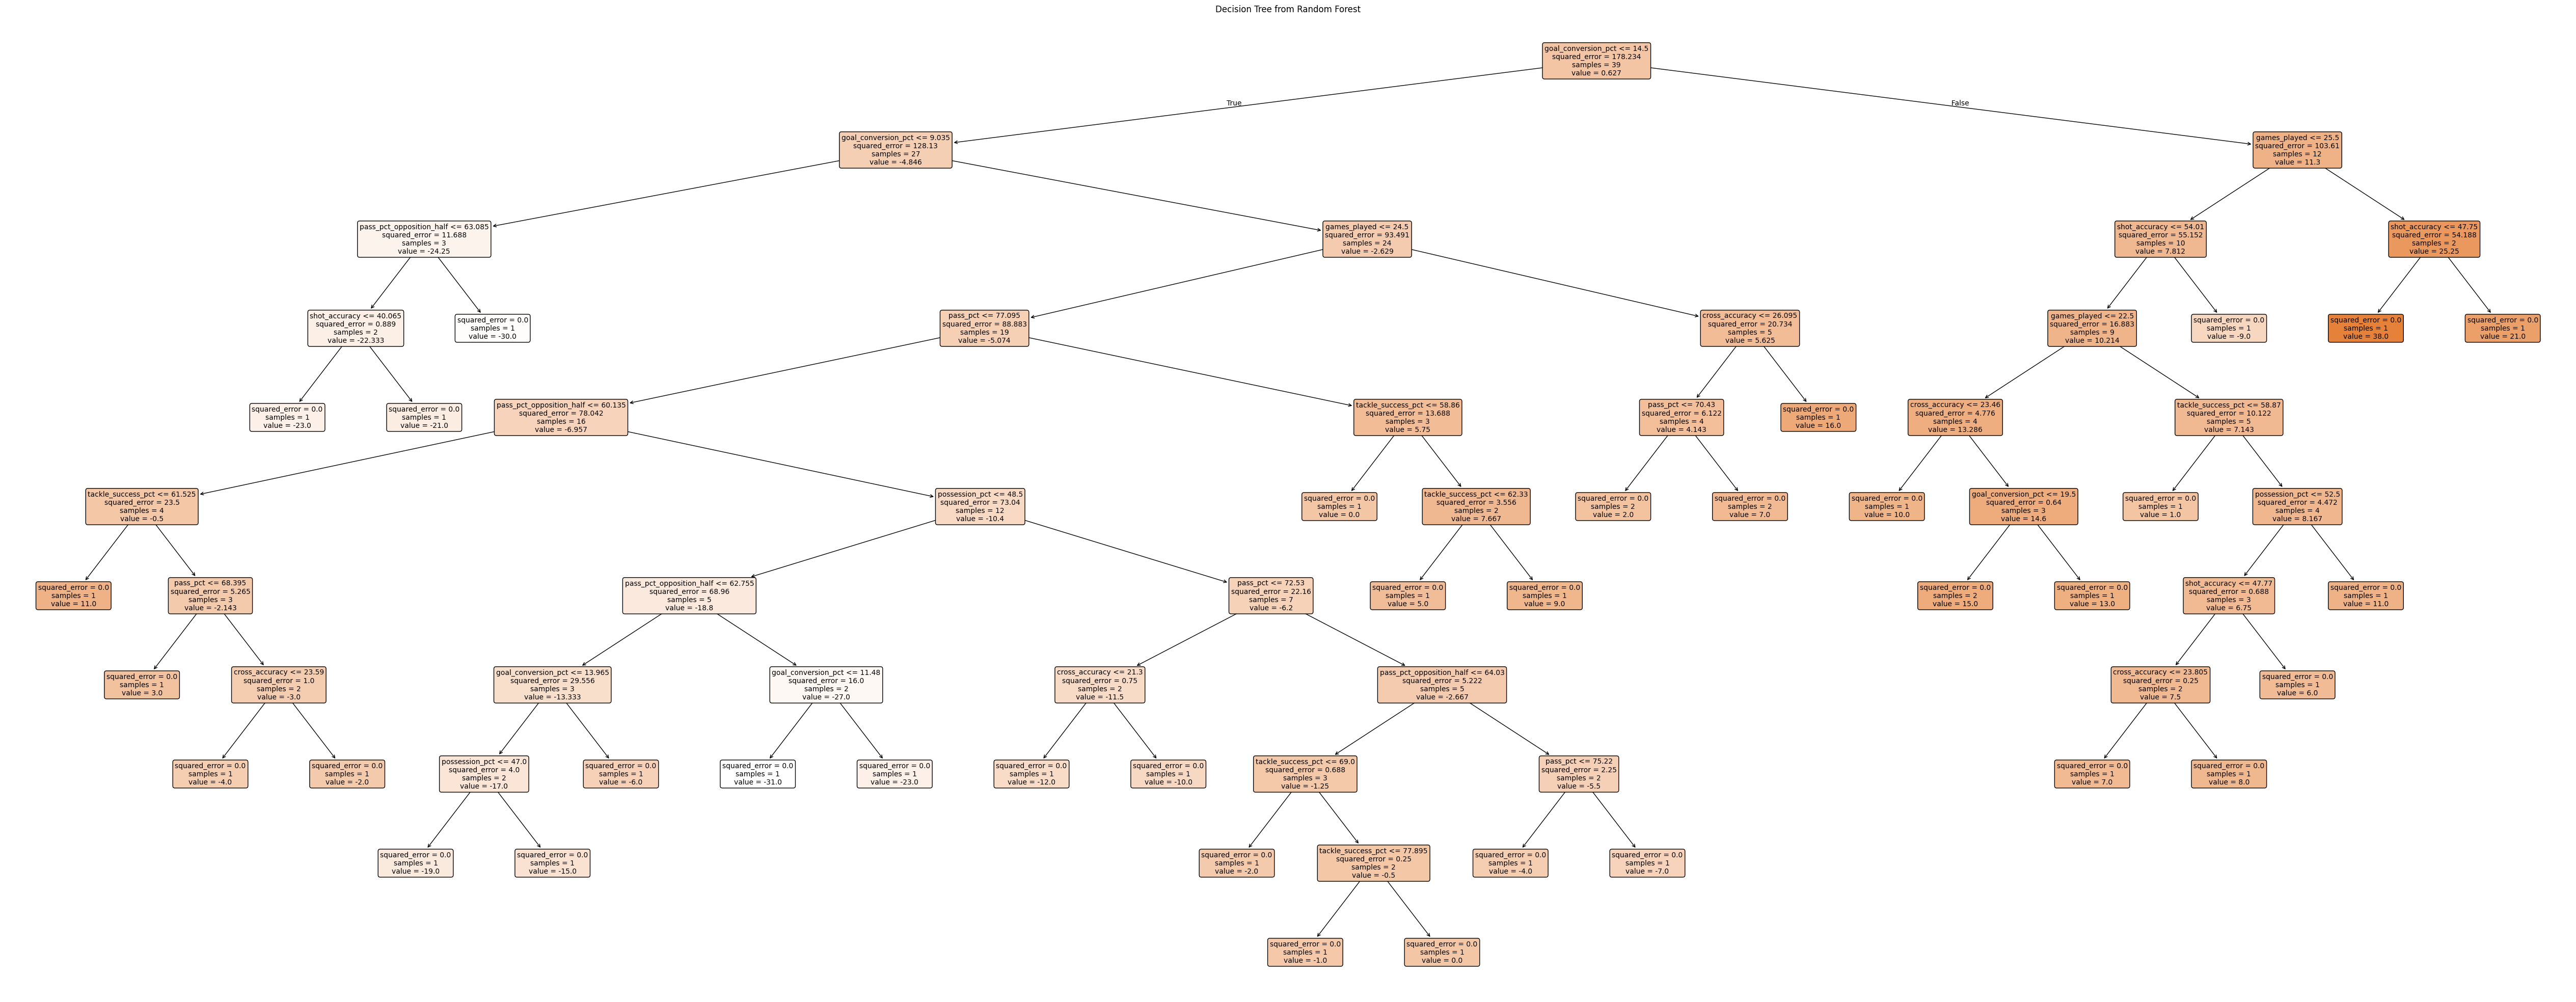 Decision Tree from Random Forest
goal_conversion_pct <= 14.5
squared_error = 178.234
samples = 39
value = 0.627
True
False
goal_conversion_pct <= 9.035
squared_error = 128.13
samples = 27
value = -4.846
games_played <= 25.5
squared_error = 103.61
samples = 12
value = 11.3
pass_pct_opposition_half <= 63.085
squared_error = 11.688
samples = 3
value = -24.25
games_played <= 24.5
squared_error = 93.491
samples = 24
value = -2.629
shot_accuracy <= 54.01
squared_error = 55.152
samples = 10
value = 7.812
shot_accuracy <= 47.75
squared_error = 54.188
samples = 2
value = 25.25
shot_accuracy <= 40.065
squared_error = 0.889
samples = 2
value = -22.333
squared_error = 0.0
samples = 1
value = -30.0
pass_pct <= 77.095
squared_error = 88.883
samples = 19
value = -5.074
cross_accuracy <= 26.095
squared_error = 20.734
samples = 5
value = 5.625
games_played <= 22.5
squared_error = 16.883
samples = 9
value = 10.214
squared_error = 0.0
samples = 1
value = -9.0
squared_error = 0.0
samples = 1
value = 38.0
squared_error = 0.0
samples = 1
value = 21.0
squared_error = 0.0
samples = 1
value = -23.0
squared_error = 0.0
samples = 1
value = -21.0
pass_pct_opposition_half <= 60.135
squared_error = 78.042
samples = 16
value = -6.957
tackle_success_pct <= 58.86
squared_error = 13.688
samples = 3
value = 5.75
pass_pct <= 70.43
squared_error = 6.122
samples = 4
value = 4.143
squared_error = 0.0
samples = 1
value = 16.0
cross_accuracy <= 23.46
squared_error = 4.776
samples = 4
value = 13.286
tackle_success_pct <= 58.87
squared_error = 10.122
samples = 5
value = 7.143
tackle_success_pct <= 61.525
squared_error = 23.5
samples = 4
value = -0.5
possession_pct <= 48.5
squared_error = 73.04
samples = 12
value = -10.4
squared_error = 0.0
samples = 1
value = 0.0
tackle_success_pct <= 62.33
squared_error = 3.556
samples = 2
value = 7.667
squared_error = 0.0
samples = 2
value = 2.0
squared_error = 0.0
samples = 2
value = 7.0
squared_error = 0.0
samples = 1
value = 10.0
goal_conversion_pct <= 19.5
squared_error = 0.64
samples = 3
value = 14.6
squared_error = 0.0
samples = 1
value = 1.0
possession_pct <= 52.5
squared_error = 4.472
samples = 4
value = 8.167
squared_error = 0.0
samples = 1
value = 11.0
pass_pct <= 68.395
squared_error = 5.265
samples = 3
value = -2.143
pass_pct_opposition_half <= 62.755
squared_error = 68.96
samples = 5
value = -18.8
pass_pct <= 72.53
squared_error = 22.16
samples = 7
value = -6.2
squared_error = 0.0
samples = 1
value = 5.0
squared_error = 0.0
samples = 1
value = 9.0
squared_error = 0.0
samples = 2
value = 15.0
squared_error = 0.0
samples = 1
value = 13.0
shot_accuracy <= 47.77
squared_error = 0.688
samples = 3
value = 6.75
squared_error = 0.0
samples = 1
value = 11.0
squared_error = 0.0
samples = 1
value = 3.0
cross_accuracy <= 23.59
squared_error = 1.0
samples = 2
value = -3.0
goal_conversion_pct <= 13.965
squared_error = 29.556
samples = 3
value = -13.333
goal_conversion_pct <= 11.48
squared_error = 16.0
samples = 2
value = -27.0
cross_accuracy <= 21.3
squared_error = 0.75
samples = 2
value = -11.5
pass_pct_opposition_half <= 64.03
squared_error = 5.222
samples = 5
value = -2.667
cross_accuracy <= 23.805
squared_error = 0.25
samples = 2
value = 7.5
squared_error = 0.0
samples = 1
value = 6.0
squared_error = 0.0
samples = 1
value = -4.0
squared_error = 0.0
samples = 1
value = -2.0
possession_pct <= 47.0
squared_error = 4.0
samples = 2
value = -17.0
squared_error = 0.0
samples = 1
value = -6.0
squared_error = 0.0
samples = 1
value = -31.0
squared_error = 0.0
samples = 1
value = -23.0
squared_error = 0.0
samples = 1
value = -12.0
squared_error = 0.0
samples = 1
value = -10.0
tackle_success_pct <= 69.0
squared_error = 0.688
samples = 3
value = -1.25
pass_pct <= 75.22
squared_error = 2.25
samples = 2
value = -5.5
squared_error = 0.0
samples = 1
value = 7.0
squared_error = 0.0
samples = 1
value = 8.0
squared_error = 0.0
samples = 1
value = -19.0
squared_error = 0.0
samples = 1
value = -15.0
squared_error = 0.0
samples = 1
value = -2.0
tackle_success_pct <= 77.895
squared_error = 0.25
samples = 2
value = -0.5
squared_error = 0.0
samples = 1
value = -4.0
squared_error = 0.0
samples = 1
value = -7.0
squared_error = 0.0
samples = 1
value = -1.0
squared_error = 0.0
samples = 1
value = 0.0